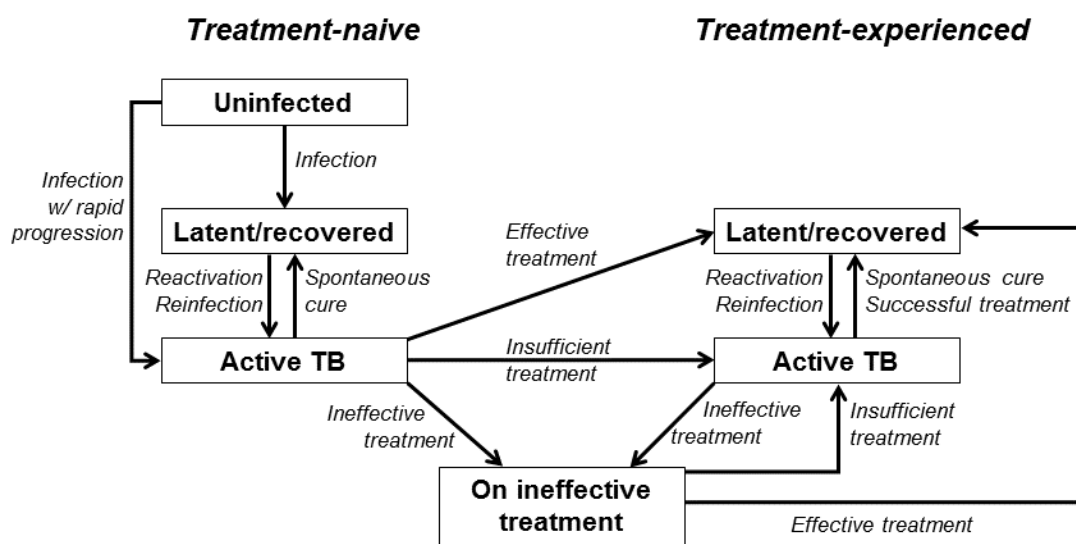 Treatment-naive
Treatment-experienced
Uninfected
Infection
Infection
w/ rapid
progression
Latent/recovered
Effective
treatment
Latent/recovered
Reactivation
Reinfection
Spontaneous
cure
Reactivation
Reinfection
Spontaneous cure
Successful treatment
Active TB
Insufficient
treatment
Active TB
Ineffective
treatment
Ineffective
treatment
Insufficient
treatment
On ineffective
treatment
Effective treatment